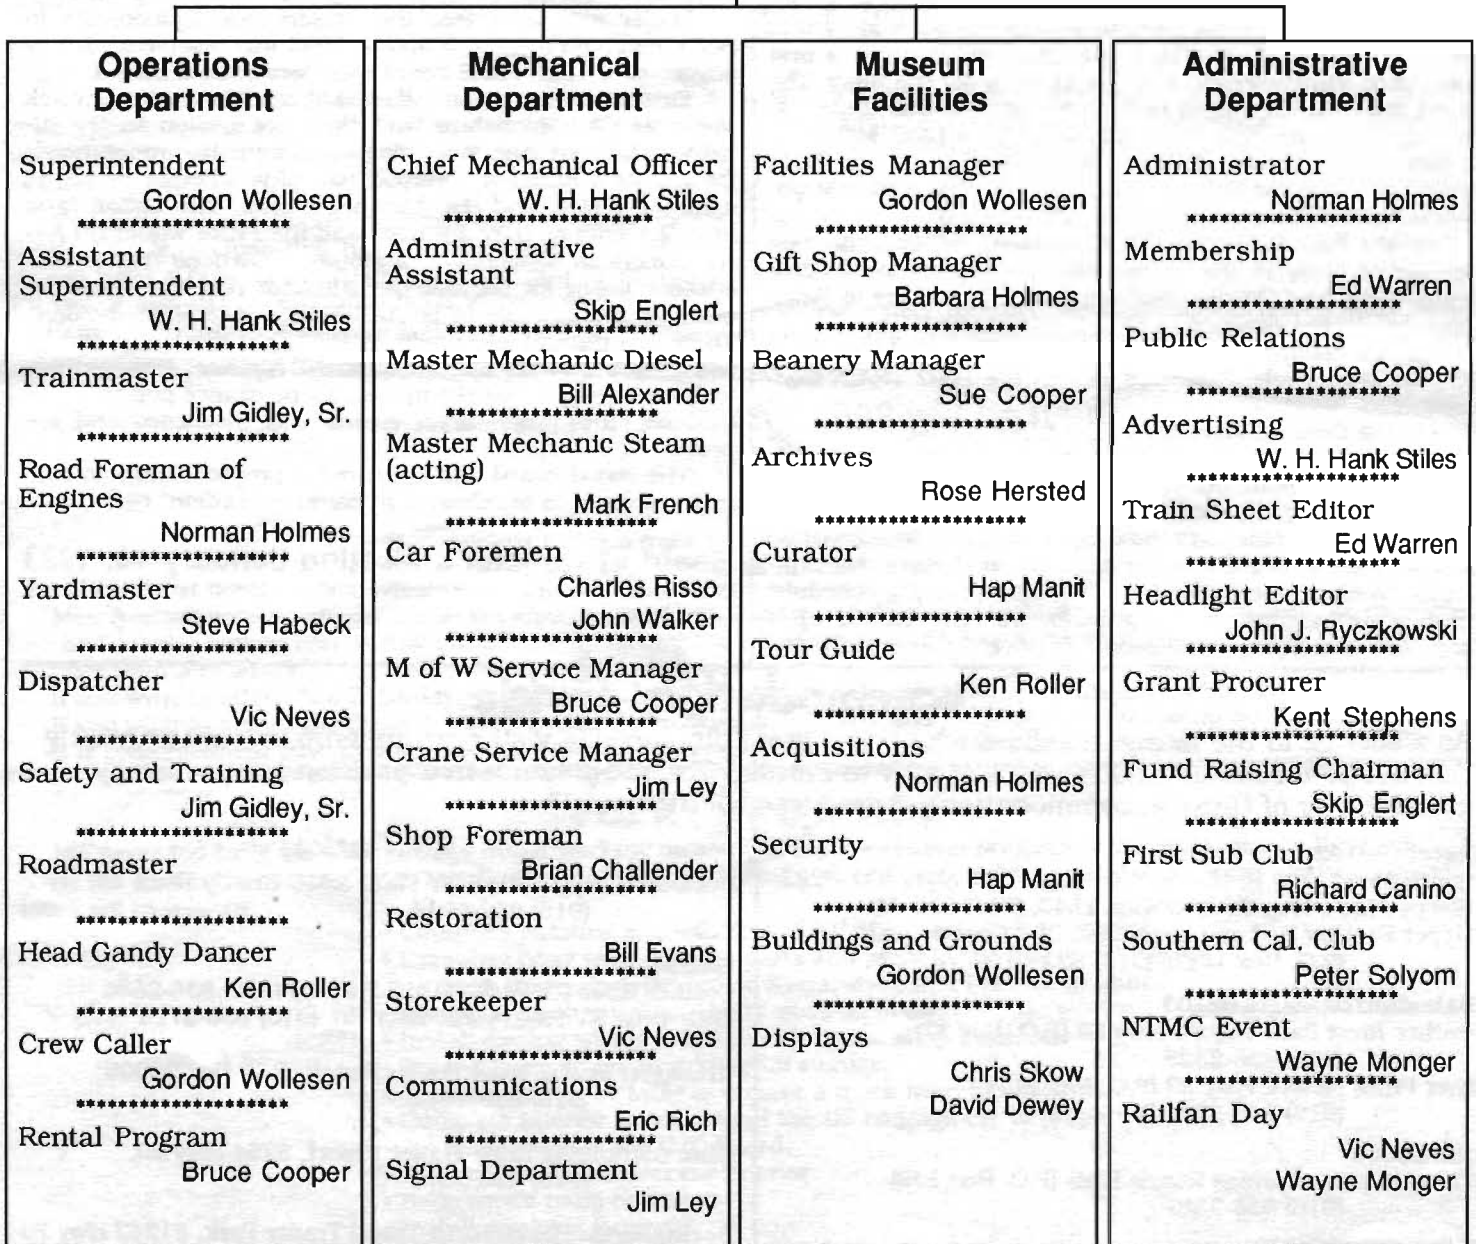 Operations
Department
Superintendent
Gordon Wollesen
********************
Assistant
Superintendent
W. H. Hank Stiles
********************
Trainmaster
Jim Gidley, Sr.
********************
Road Foreman of
Engines
Norman Holmes
********************
Yardmaster
Steve Habeck
********************
Dispatcher
Vic Neves
********************
Safety and Training
Jim Gidley, Sr.
********************
Roadmaster
********************
Head Gandy Dancer
Ken Roller
********************
Crew Caller
Gordon Wollesen
********************
Rental Program
Bruce Cooper
Mechanical
Department
Chief Mechanical Officer
W. H. Hank Stiles
********************
Administrative
Assistant
Skip Englert
********************
Master Mechanic Diesel
Bill Alexander
********************
Master Mechanic Steam
(acting)
Mark French
********************
Car Foremen
Charles Risso
John Walker
********************
M of W Service Manager
Bruce Cooper
********************
Crane Service Manager
Jim Ley
********************
Shop Foreman
Brian Challender
********************
Restoration
Bill Evans
********************
Storekeeper
Vic Neves
********************
Communications
Eric Rich
********************
Signal Department
Jim Ley
Museum
Facilities
Facilities Manager
Gordon Wollesen
********************
Gift Shop Manager
Barbara Holmes
********************
Beanery Manager
Sue Cooper
********************
Archives
Rose Hersted
********************
Curator
Hap Manit
********************
Tour Guide
Ken Roller
********************
Acquisitions
Norman Holmes
********************
Security
Hap Manit
********************
Buildings and Grounds
Gordon Wollesen
********************
Displays
Chris Skow
David Dewey
Administrative
Department
Administrator
Norman Holmes
********************
Membership
Ed Warren
********************
Public Relations
Bruce Cooper
********************
Advertising
W. H. Hank Stiles
********************
Train Sheet Editor
Ed Warren
********************
Headlight Editor
John J. Ryczkowski
********************
Grant Procurer
Kent Stephens
********************
Fund Raising Chairman
Skip Englert
********************
First Sub Club
Richard Canino
********************
Southern Cal. Club
Peter Solyom
********************
NTMC Event
Wayne Monger
********************
Railfan Day
Vic Neves
Wayne Monger